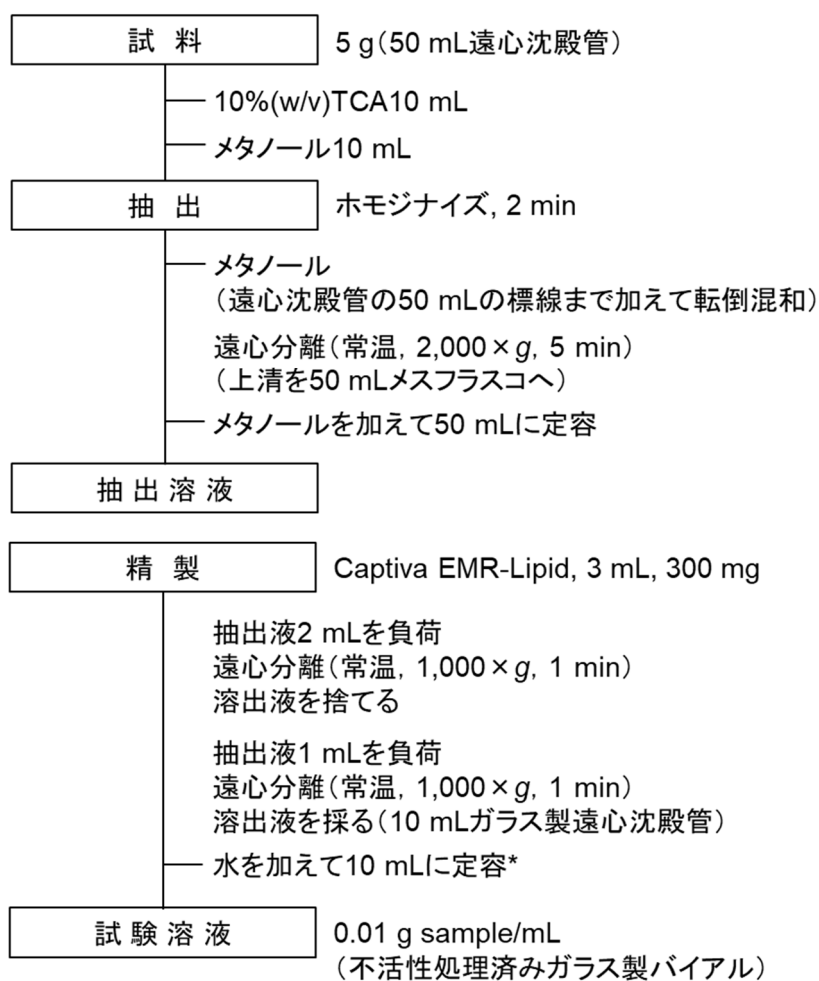 試 料 5 g(50 mL遠心沈殿管)
10%(w/v)TCA10 mL
メタノール10 mL
抽 出 ホモジナイズ, 2 min
メタノール
(遠心沈殿管の50 mLの標線まで加えて転倒混和)
遠心分離(常温, 2,000×g, 5 min)
(上清を50 mLメスフラスコへ)
メタノールを加えて50 mLに定容
抽 出 溶 液
精 製 Captiva EMR-Lipid, 3 mL, 300 mg
抽出液2 mLを負荷
遠心分離(常温, 1,000×g, 1 min)
溶出液を捨てる
抽出液1 mLを負荷
遠心分離(常温, 1,000×g, 1 min)
溶出液を採る(10 mLガラス製遠心沈殿管)
水を加えて10 mLに定容*
試 験 溶 液 0.01 g sample/mL
(不活性処理済みガラス製バイアル)